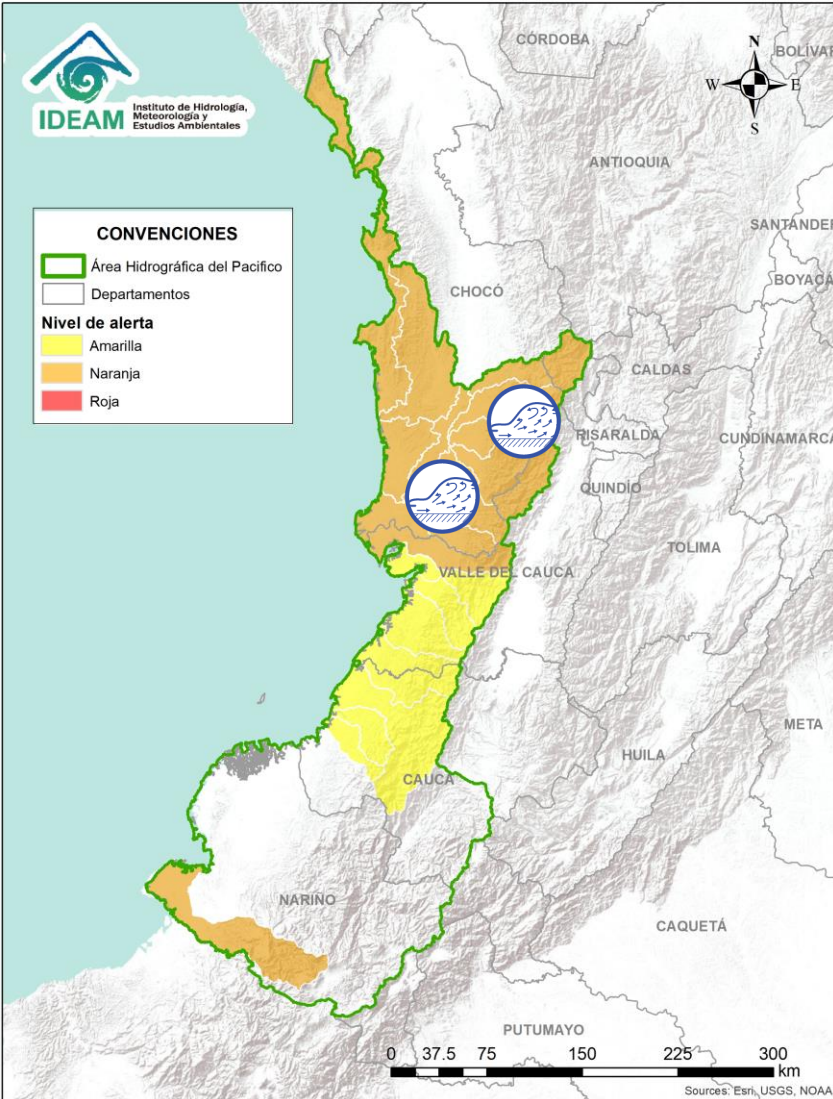 IDEAM
Instituto de Hidrología,
Meteorología y
Estudios Ambientales
CÓRDOBA
BOLÍVAR
N
W E
S
ANTIOQUIA
SANTANDER
BOYACÁ
CONVENCIONES
Área Hidrográfica del Pacifico
Departamentos
Nivel de alerta
Amarilla
Naranja
Roja
CHOCÓ
CALDAS
RISARALDA
CUNDINAMARCA
QUINDÍO
TOLIMA
VALLE DEL CAUCA
META
HUILA
CAUCA
NARIÑO
CAQUETÁ
PUTUMAYO
0 37.5 75 150 225 300
km
Sources: Esri, USGS, NOAA